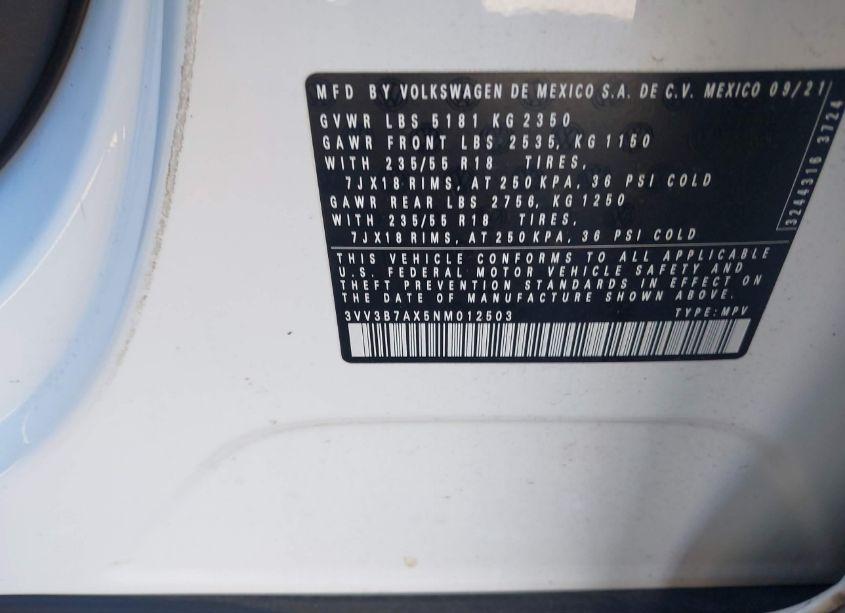 MFD BY VOLKSWAGEN DE MEXICO S.A. DE C.V. MEXICO 09/21
GVWR LBS 5181 KG 2350
GAWR FRONT LBS 2535, KG 1150
WITH 235/55 R18 TIRES,
7JX18 RIMS, AT 250 KPA, 36 PSI COLD
GAWR REAR LBS 2756, KG 1250
WITH 235/55 R18 TIRES,
7JX18 RIMS, AT 250 KPA, 36 PSI COLD
THIS VEHICLE CONFORMS TO ALL APPLICABLE
U.S. FEDERAL MOTOR VEHICLE SAFETY AND
THEFT PREVENTION STANDARDS IN EFFECT ON
THE DATE OF MANUFACTURE SHOWN ABOVE.
3VV3B7AX5NM012503 TYPE: MPV
3244316 3724